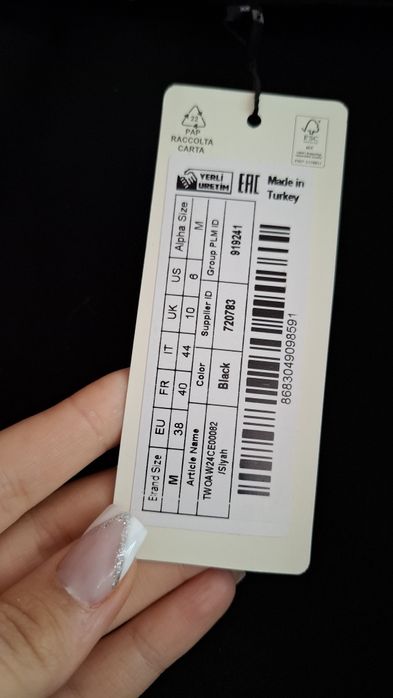 22
PAP
RACCOLTA
CARTA
FSC
YERLİ
ÜRETİM
EAC
Made in
Turkey
Brand Size EU FR IT UK US Alpha Size
M 38 40 44 10 6 M
Article Name Color Supplier ID Group PLM ID
TWOAW24CE00082
/Siyah Black 720783 919241
8683049098591